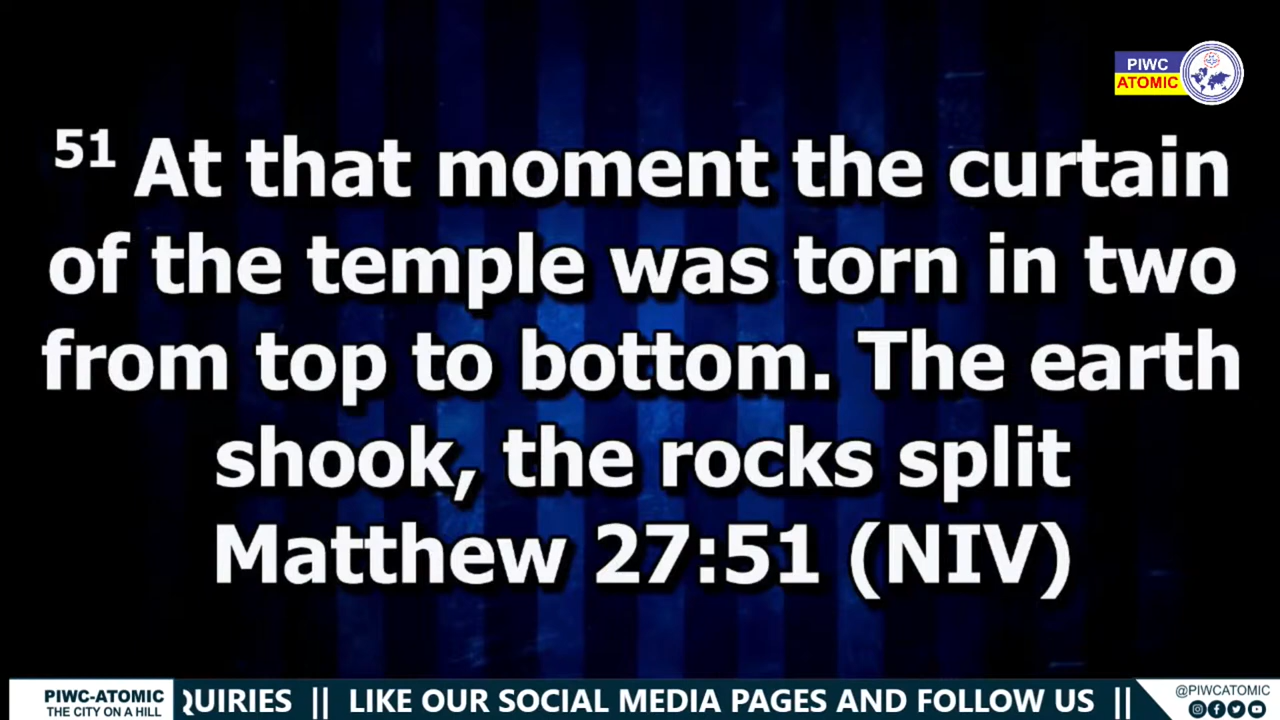 PIWC
ATOMIC
51 At that moment the curtain
of the temple was torn in two
from top to bottom. The earth
shook, the rocks split
Matthew 27:51 (NIV)
PIWC-ATOMIC
THE CITY ON A HILL
QUIRIES || LIKE OUR SOCIAL MEDIA PAGES AND FOLLOW US ||
@PIWCATOMIC